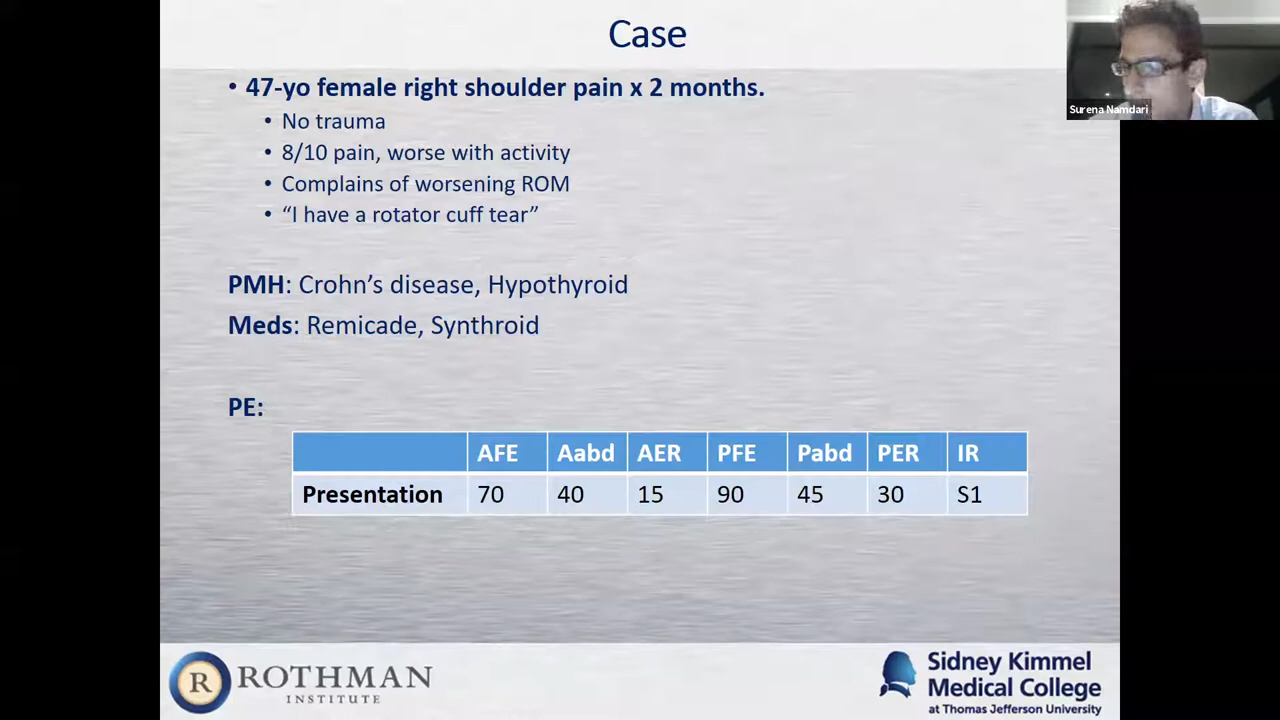 Case
Surena Namdari
• 47-yo female right shoulder pain x 2 months.
• No trauma
• 8/10 pain, worse with activity
• Complains of worsening ROM
• “I have a rotator cuff tear”
PMH: Crohn’s disease, Hypothyroid
Meds: Remicade, Synthroid
PE:
AFE Aabd AER PFE Pabd PER IR
Presentation 70 40 15 90 45 30 S1
R ROTHMAN
INSTITUTE
Sidney Kimmel
Medical College
at Thomas Jefferson University